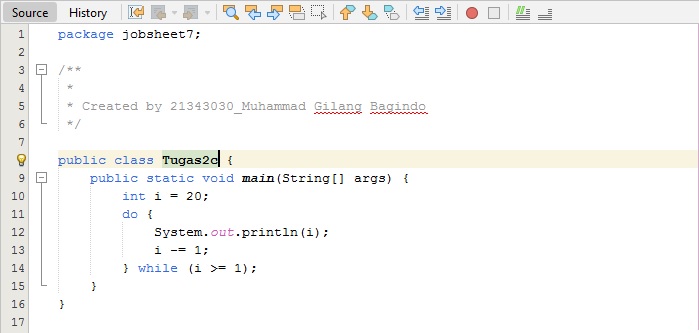 Source History
1 package jobsheet7;
2
3 /**
4 *
5 * Created by 21343030_Muhammad Gilang Bagindo
6 */
7
public class Tugas2c {
9 public static void main(String[] args) {
10 int i = 20;
11 do {
12 System.out.println(i);
13 i -= 1;
14 } while (i >= 1);
15 }
16 }
17